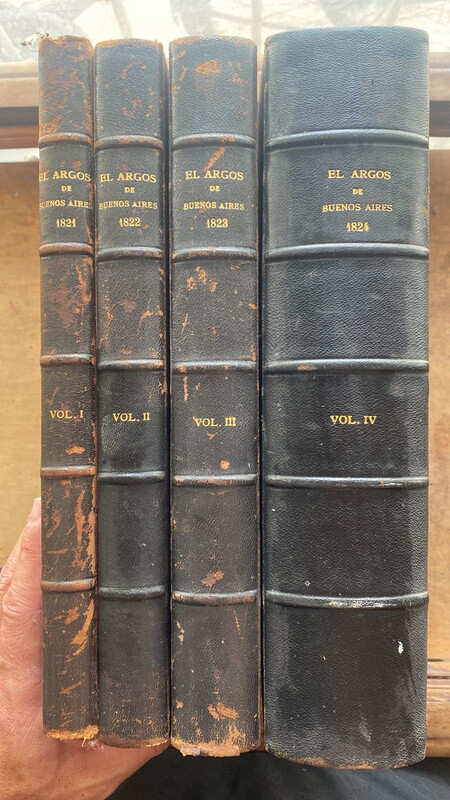 EL ARGOS
DE
BUENOS AIRES
1821
VOL. I
EL ARGOS
DE
BUENOS AIRES
1822
VOL. II
EL ARGOS
DE
BUENOS AIRES
1823
VOL. III
EL ARGOS
DE
BUENOS AIRES
1824
VOL. IV